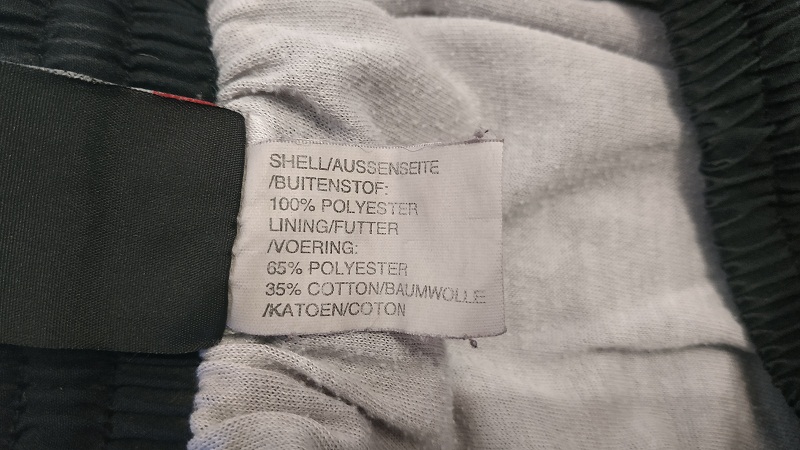 SHELL/AUSSENSEITE
/BUITENSTOF:
100% POLYESTER
LINING/FUTTER
/VOERING:
65% POLYESTER
35% COTTON/BAUMWOLLE
/KATOEN/COTON